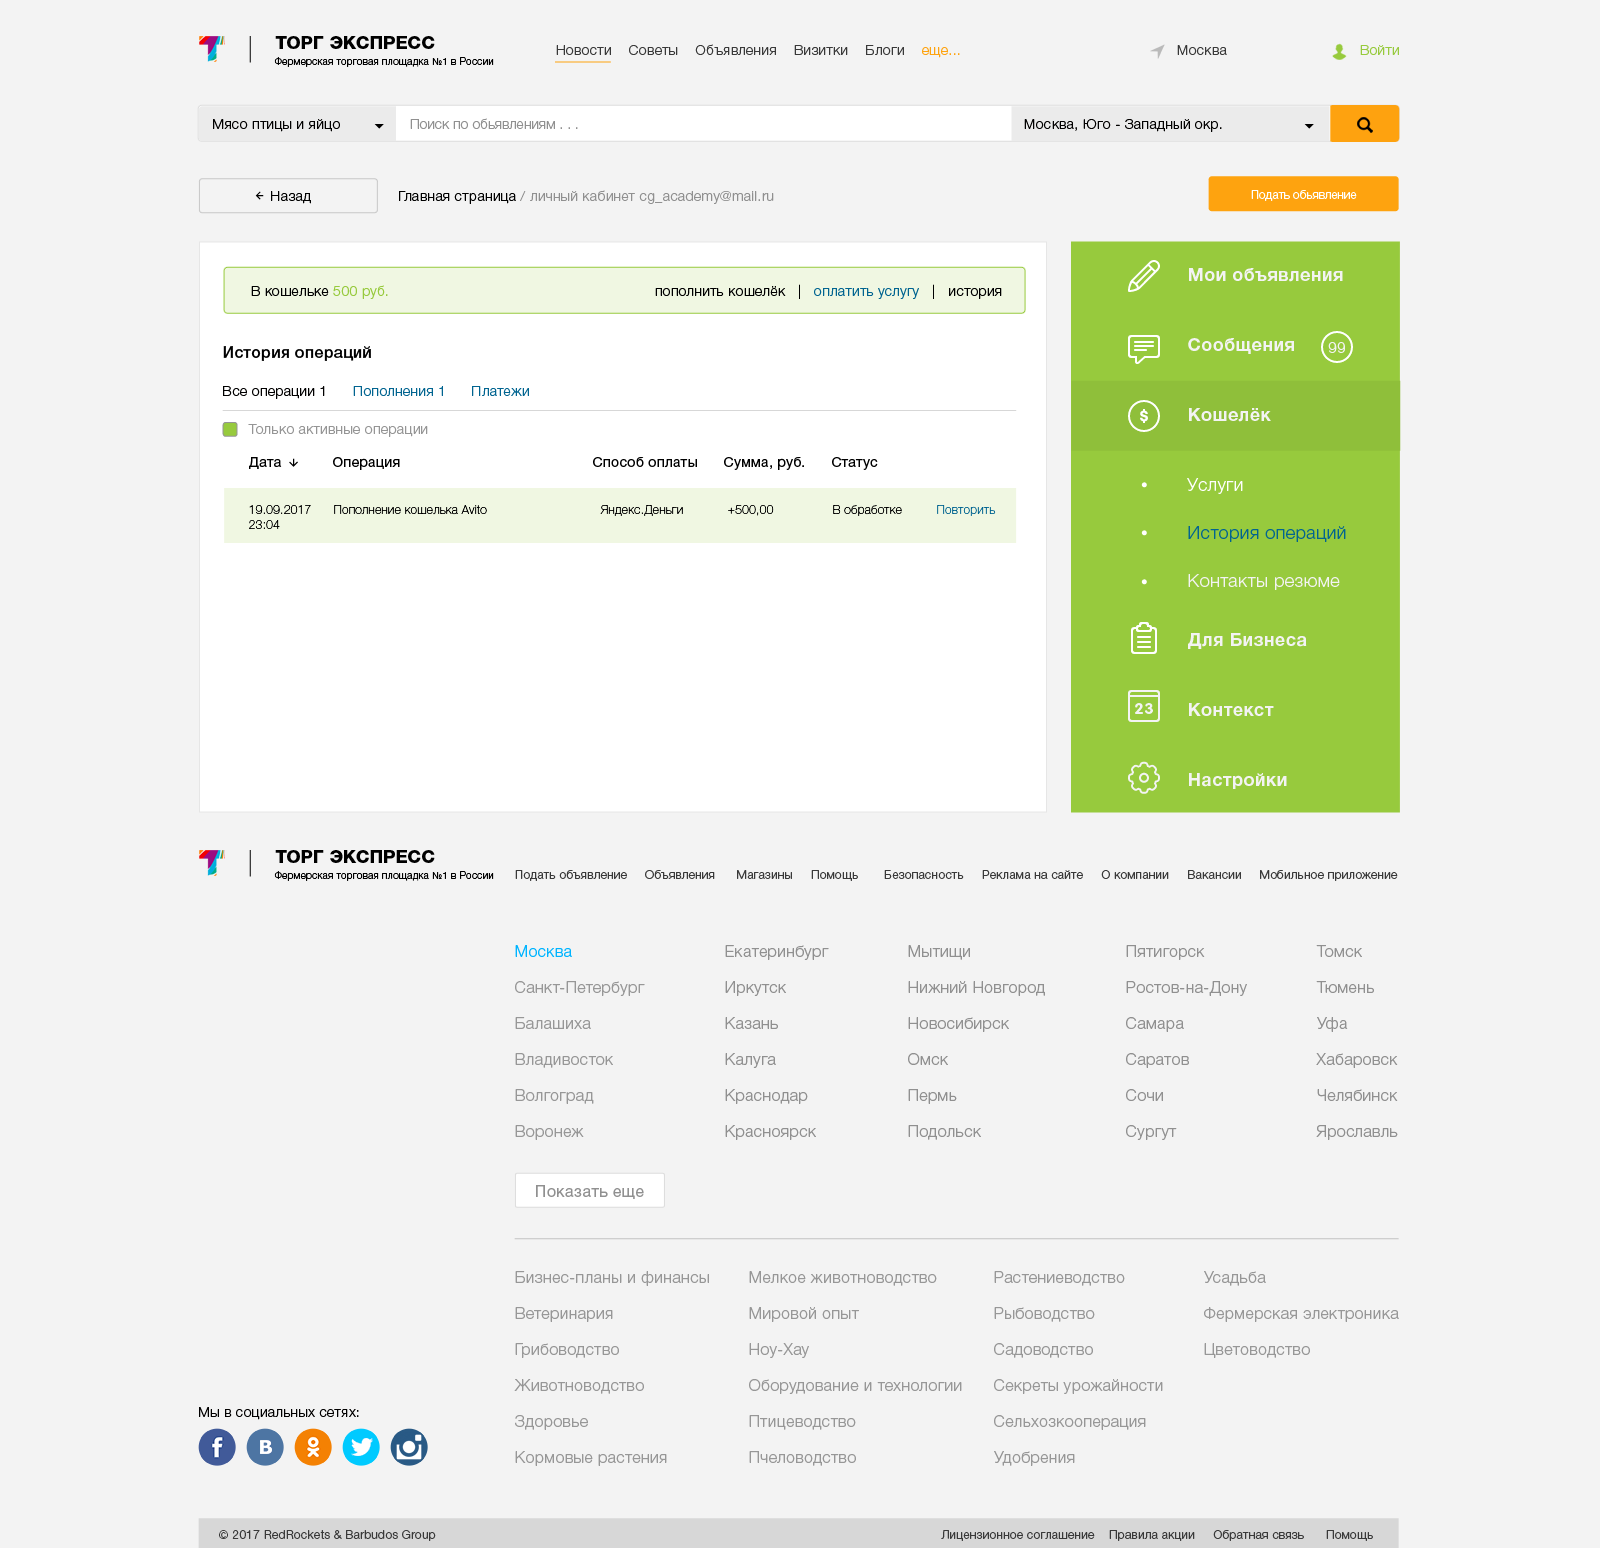 ТОРГ ЭКСПРЕСС
Фермерская торговая площадка №1 в России
Новости Советы Объявления Визитки Блоги еще...
Москва
Войти
Мясо птицы и яйцо
Поиск по обьявлениям . . .
Москва, Юго - Западный окр.
← Назад
Главная страница / личный кабинет cg_academy@mail.ru
Подать обьявление
В кошельке 500 руб.
пополнить кошелёк | оплатить услугу | история
История операций
Все операции 1 Пополнения 1 Платежи
Только активные операции
Дата ↓ Операция Способ оплаты Сумма, руб. Статус
19.09.2017 Пополнение кошелька Avito Яндекс.Деньги +500,00 В обработке Повторить
23:04
Мои объявления
Сообщения 99
$ Кошелёк
• Услуги
• История операций
• Контакты резюме
Для Бизнеса
23 Контекст
Настройки
ТОРГ ЭКСПРЕСС
Фермерская торговая площадка №1 в России
Подать объявление Объявления Магазины Помощь Безопасность Реклама на сайте О компании Вакансии Мобильное приложение
Москва Екатеринбург Мытищи Пятигорск Томск
Санкт-Петербург Иркутск Нижний Новгород Ростов-на-Дону Тюмень
Балашиха Казань Новосибирск Самара Уфа
Владивосток Калуга Омск Саратов Хабаровск
Волгоград Краснодар Пермь Сочи Челябинск
Воронеж Красноярск Подольск Сургут Ярославль
Показать еще
Бизнес-планы и финансы Мелкое животноводство Растениеводство Усадьба
Ветеринария Мировой опыт Рыбоводство Фермерская электроника
Грибоводство Ноу-Хау Садоводство Цветоводство
Животноводство Оборудование и технологии Секреты урожайности
Здоровье Птицеводство Сельхозкооперация
Кормовые растения Пчеловодство Удобрения
Мы в социальных сетях:
© 2017 RedRockets & Barbudos Group
Лицензионное соглашение Правила акции Обратная связь Помощь